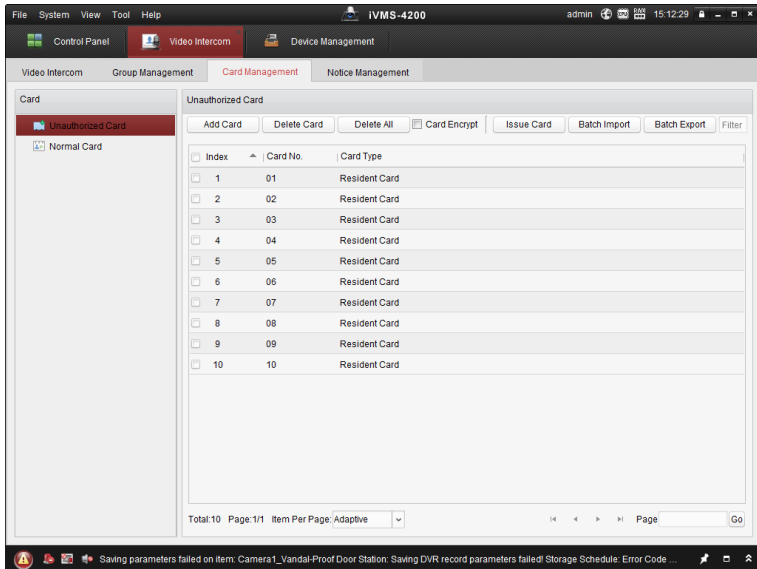 File System View Tool Help iVMS-4200 admin 15:12:29
Control Panel Video Intercom Device Management
Video Intercom Group Management Card Management Notice Management
Card Unauthorized Card
Unauthorized Card Add Card Delete Card Delete All Card Encrypt Issue Card Batch Import Batch Export Filter
Normal Card
Index Card No. Card Type
1 01 Resident Card
2 02 Resident Card
3 03 Resident Card
4 04 Resident Card
5 05 Resident Card
6 06 Resident Card
7 07 Resident Card
8 08 Resident Card
9 09 Resident Card
10 10 Resident Card
Total:10 Page:1/1 Item Per Page: Adaptive Page Go
Saving parameters failed on item: Camera1_Vandal-Proof Door Station: Saving DVR record parameters failed! Storage Schedule: Error Code ...